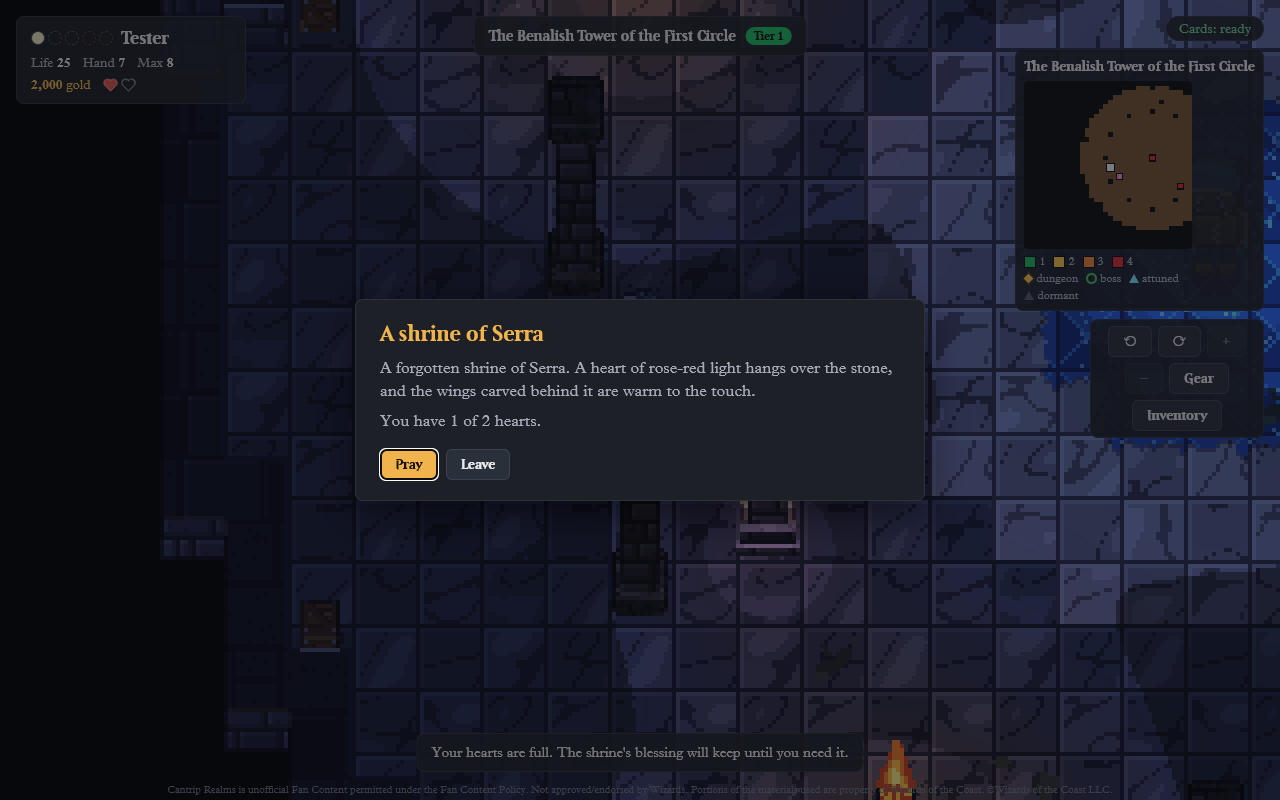 Tester
Life 25 Hand 7 Max 8
2,000 gold
The Benalish Tower of the First Circle Tier 1
Cards: ready
The Benalish Tower of the First Circle
1 2 3 4
dungeon boss attuned
dormant
+
−
Gear
Inventory
A shrine of Serra
A forgotten shrine of Serra. A heart of rose-red light hangs over the stone,
and the wings carved behind it are warm to the touch.
You have 1 of 2 hearts.
Pray Leave
Your hearts are full. The shrine's blessing will keep until you need it.
Cantrip Realms is unofficial Fan Content permitted under the Fan Content Policy. Not approved/endorsed by Wizards. Portions of the materials used are property of Wizards of the Coast. ©Wizards of the Coast LLC.